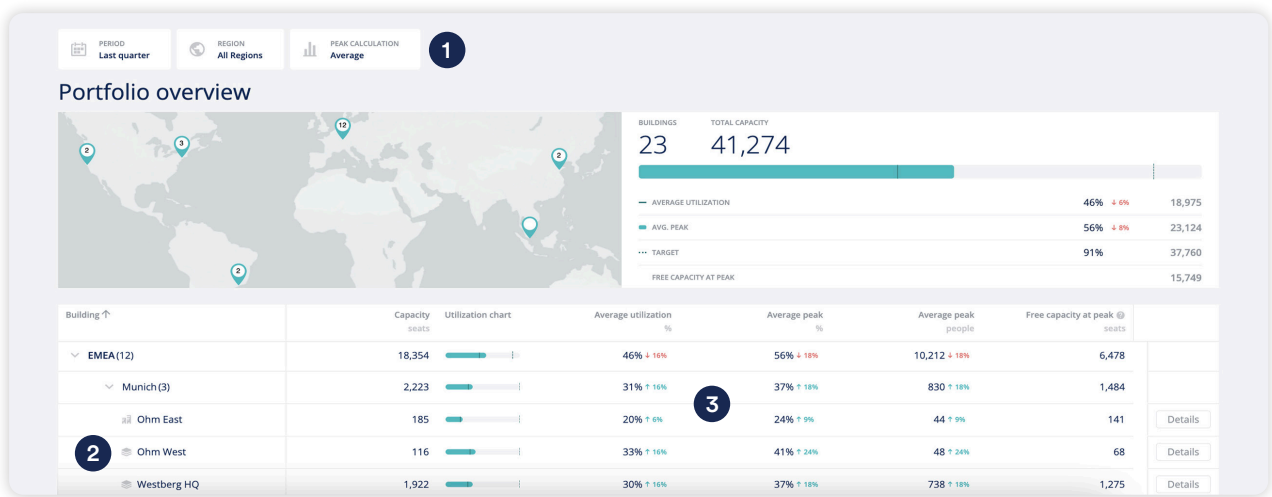 PERIOD
Last quarter
REGION
All Regions
PEAK CALCULATION
Average
1
Portfolio overview
2
3
12
2
2
BUILDINGS
23
TOTAL CAPACITY
41,274
AVERAGE UTILIZATION 46% ↓ 6% 18,975
AVG. PEAK 56% ↓ 8% 23,124
TARGET 91% 37,760
FREE CAPACITY AT PEAK 15,749
Building ↑ Capacity Utilization chart Average utilization Average peak Average peak Free capacity at peak ?
seats % % people seats
EMEA (12) 18,354 46% ↓ 16% 56% ↓ 18% 10,212 ↓ 18% 6,478
Munich (3) 2,223 31% ↑ 16% 37% ↑ 18% 830 ↑ 18% 1,484
3
Ohm East 185 20% ↑ 6% 24% ↑ 9% 44 ↑ 9% 141 Details
2 Ohm West 116 33% ↑ 16% 41% ↑ 24% 48 ↑ 24% 68 Details
Westberg HQ 1,922 30% ↑ 16% 37% ↑ 18% 738 ↑ 18% 1,275 Details